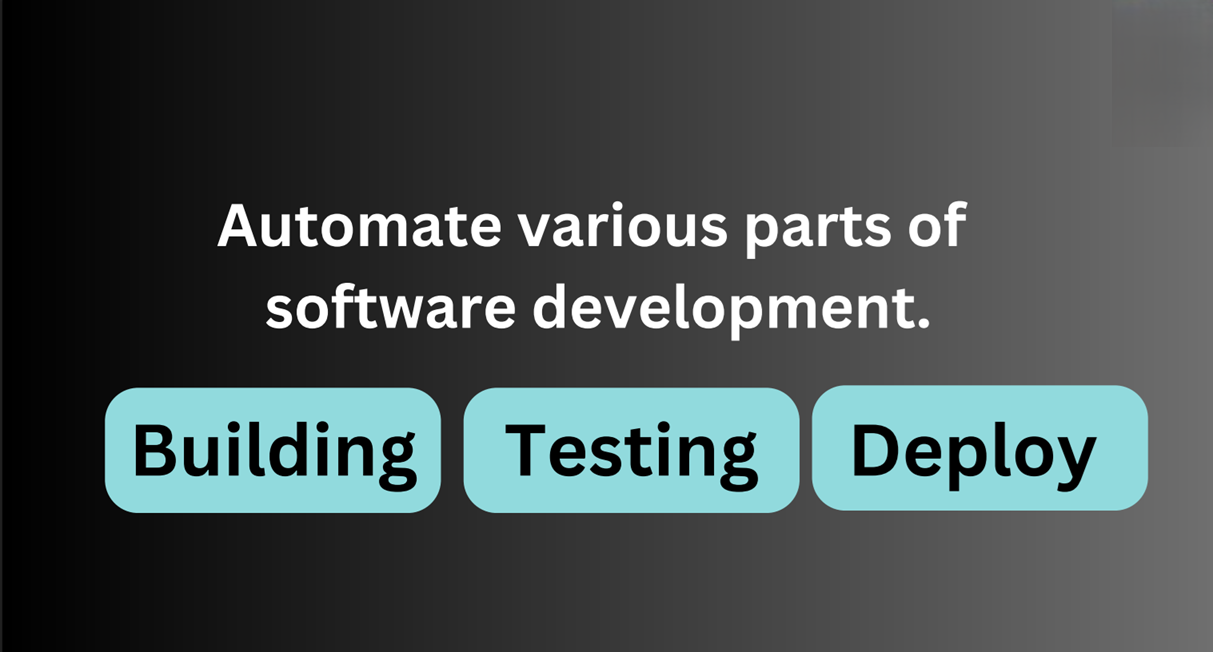 Automate various parts of
software development.
Building Testing Deploy